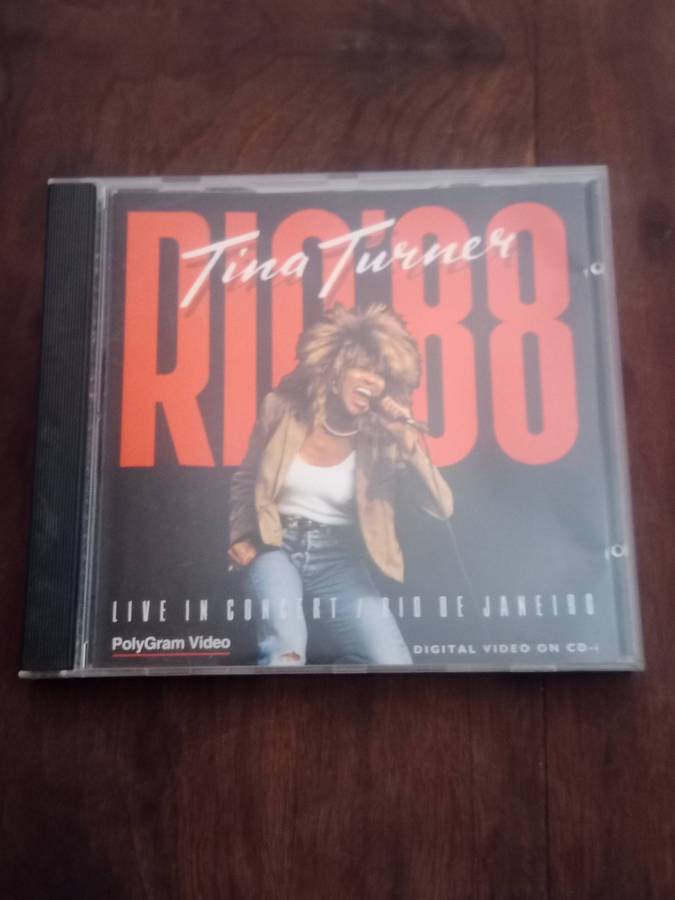 RIO'88
Tina Turner
LIVE IN CONCERT / RIO DE JANEIRO
PolyGram Video
DIGITAL VIDEO ON CD-i